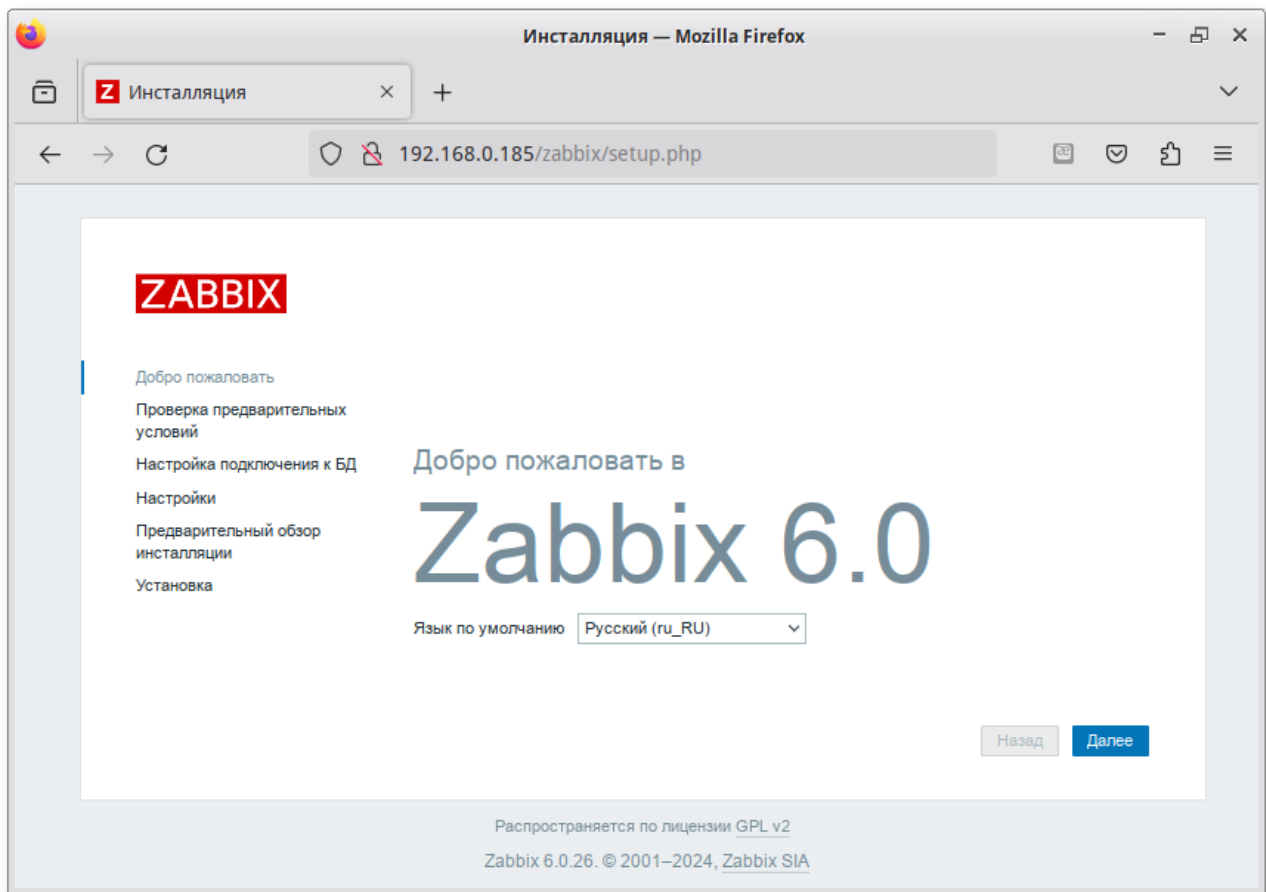 Инсталляция — Mozilla Firefox
Z Инсталляция
192.168.0.185/zabbix/setup.php
ZABBIX
Добро пожаловать
Проверка предварительных
условий
Настройка подключения к БД
Настройки
Предварительный обзор
инсталляции
Установка
Добро пожаловать в
Zabbix 6.0
Язык по умолчанию Русский (ru_RU)
Назад Далее
Распространяется по лицензии GPL v2
Zabbix 6.0.26. © 2001–2024, Zabbix SIA